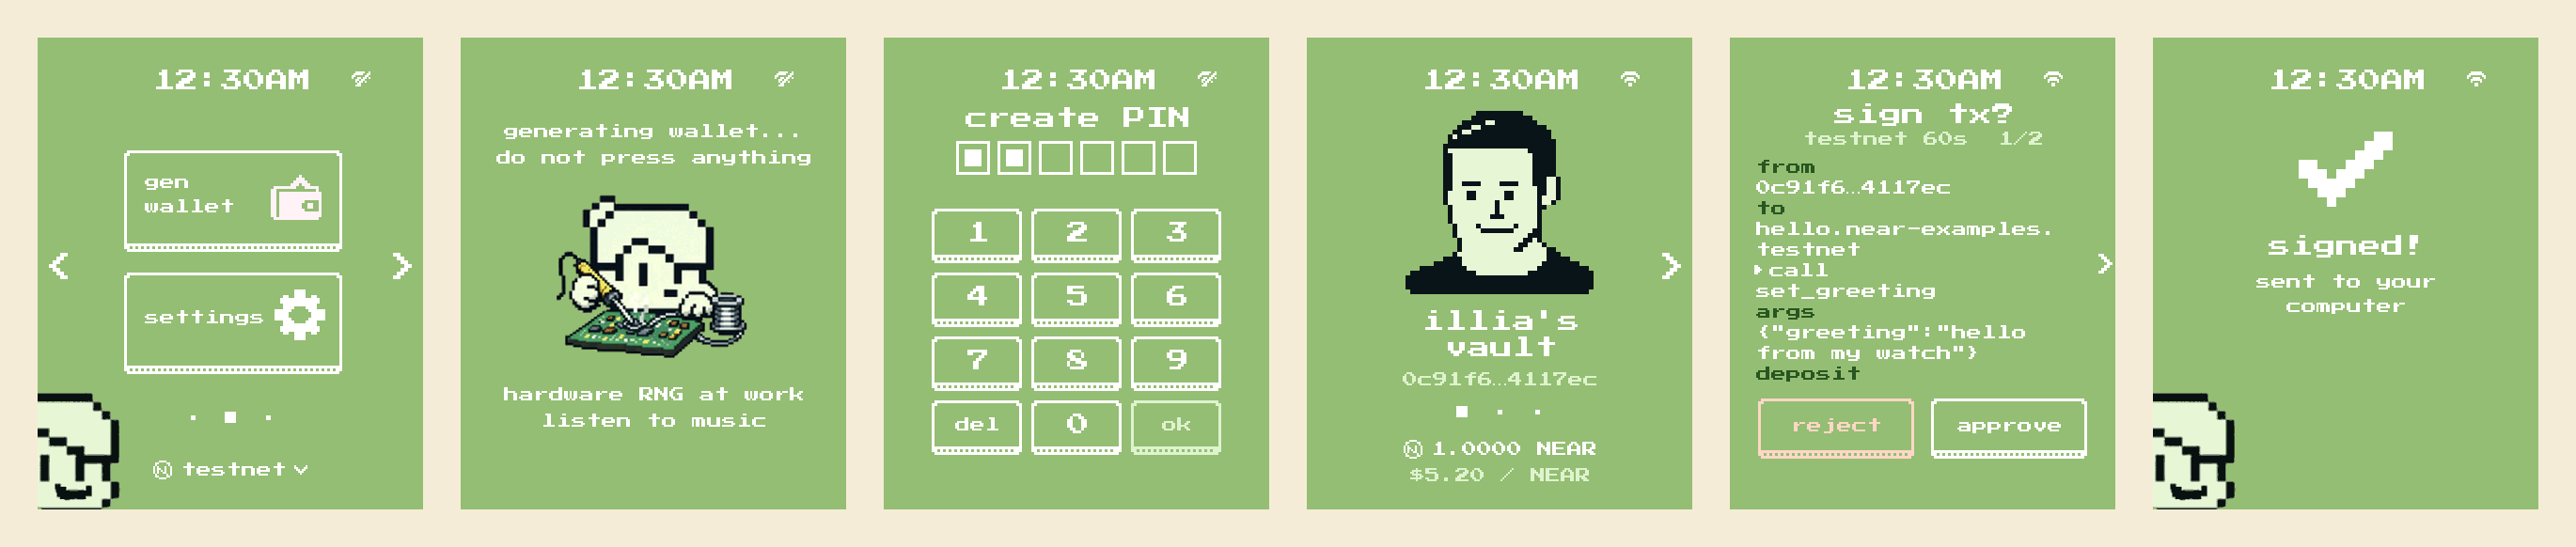 12:30AM
gen
wallet
settings
testnet
12:30AM
generating wallet...
do not press anything
hardware RNG at work
listen to music
12:30AM
create PIN
1 2 3
4 5 6
7 8 9
del 0 ok
12:30AM
illia's
vault
0c91f6…4117ec
1.0000 NEAR
$5.20 / NEAR
12:30AM
sign tx?
testnet 60s 1/2
from
0c91f6…4117ec
to
hello.near-examples.
testnet
call
set_greeting
args
{"greeting":"hello
from my watch"}
deposit
reject approve
12:30AM
signed!
sent to your
computer